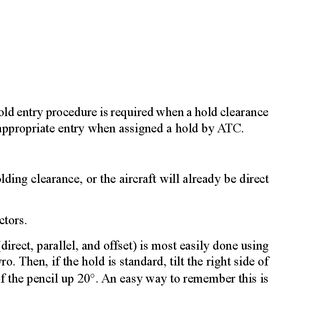 old entry procedure is required when a hold clearance
appropriate entry when assigned a hold by ATC.
lding clearance, or the aircraft will already be direct
ctors.
direct, parallel, and offset) is most easily done using
ro. Then, if the hold is standard, tilt the right side of
f the pencil up 20°. An easy way to remember this is